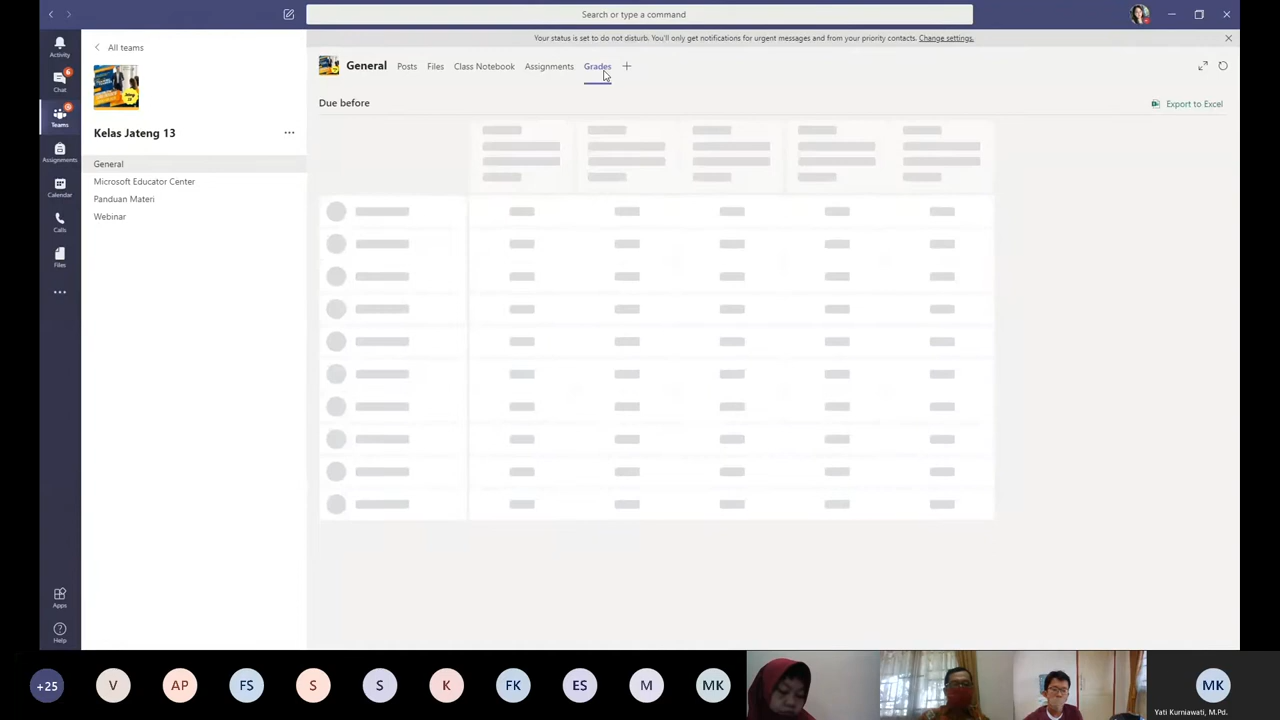 Search or type a command
Your status is set to do not disturb. You'll only get notifications for urgent messages and from your priority contacts. Change settings.
Activity
Chat
6
Teams
Assignments
Calendar
Calls
Files
Apps
Help
All teams
Kelas Jateng 13
General
Microsoft Educator Center
Panduan Materi
Webinar
General
Posts
Files
Class Notebook
Assignments
Grades
Due before
Export to Excel
+25
V
AP
FS
S
S
K
FK
ES
M
MK
MK
Yati Kurniawati, M.Pd.